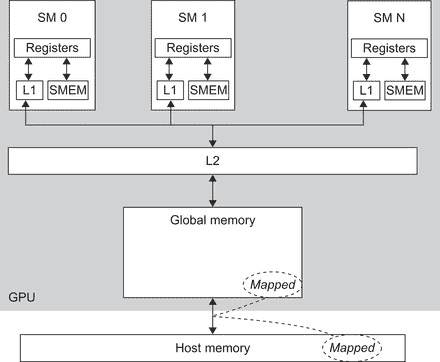 SM 0
SM 1
SM N
Registers
Registers
Registers
L1
SMEM
L1
SMEM
L1
SMEM
L2
Global memory
Mapped
GPU
Host memory
Mapped